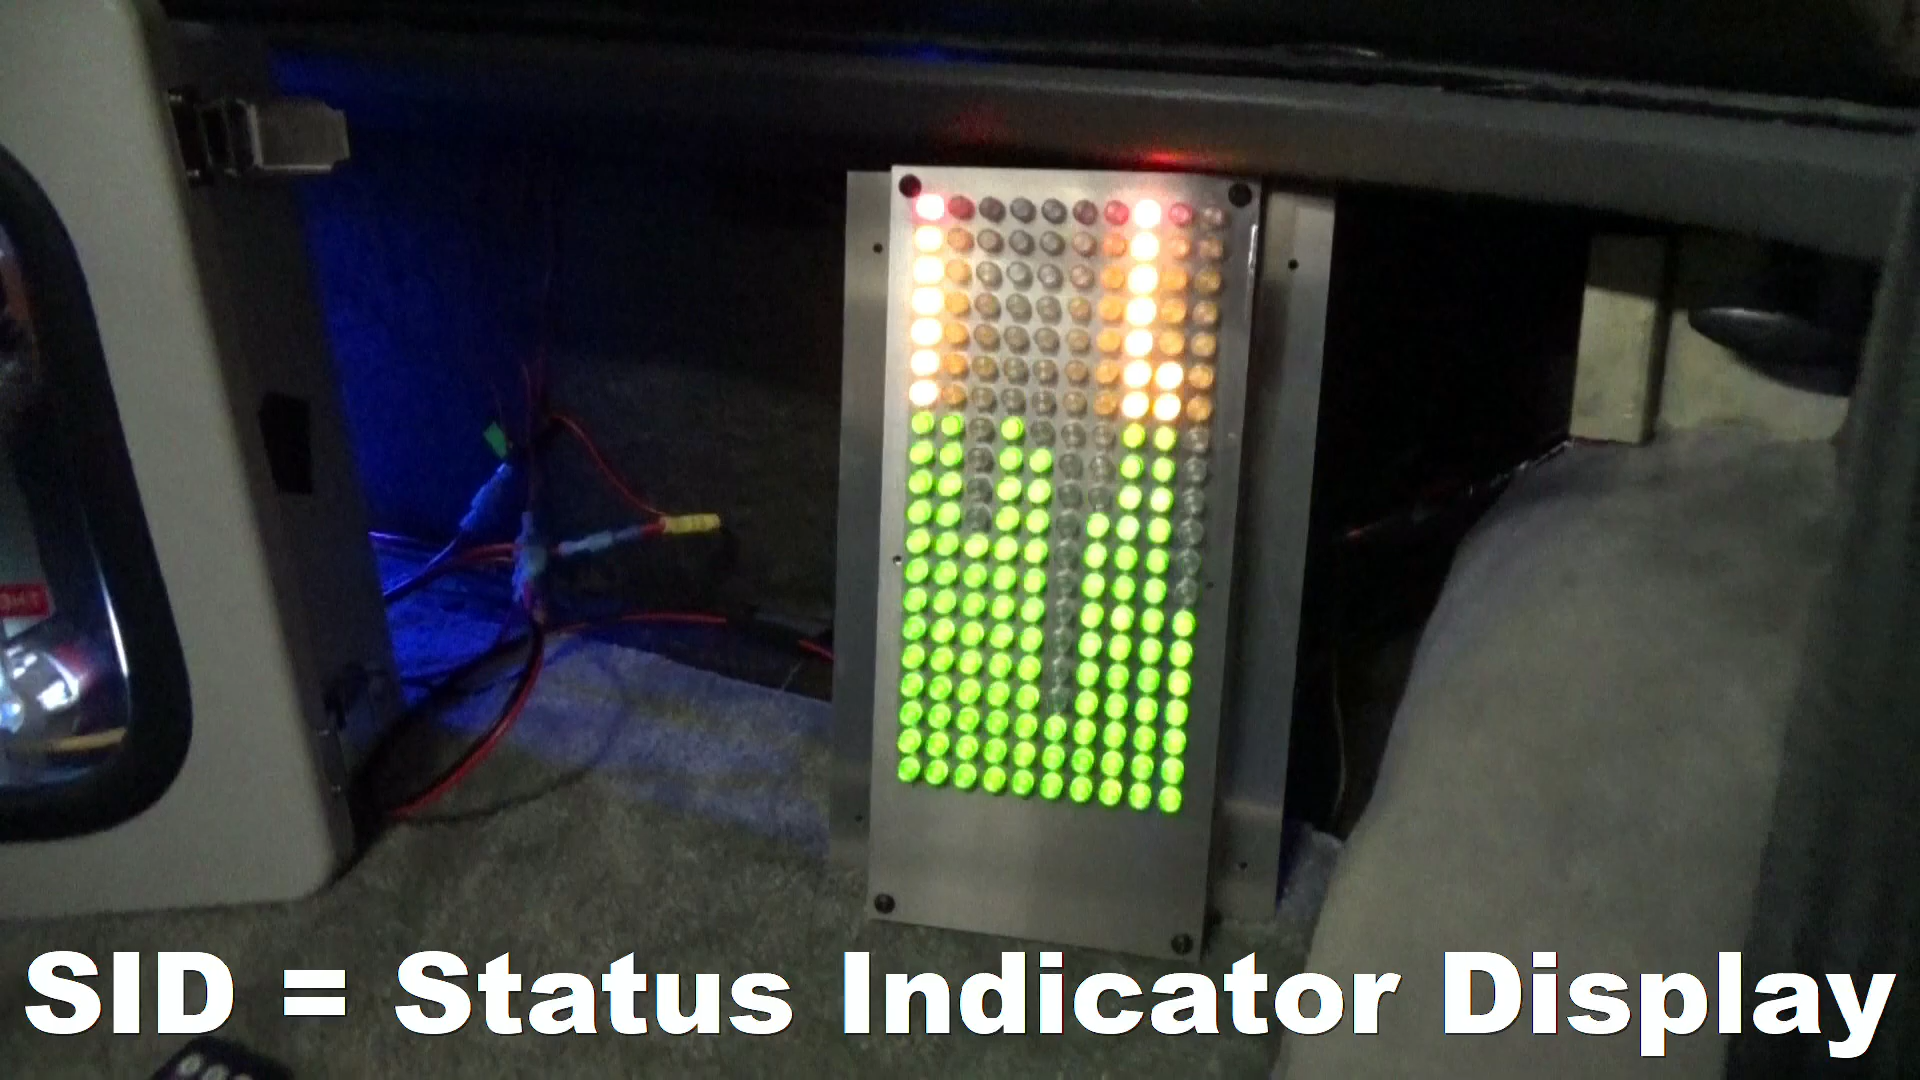 SID = Status Indicator Display